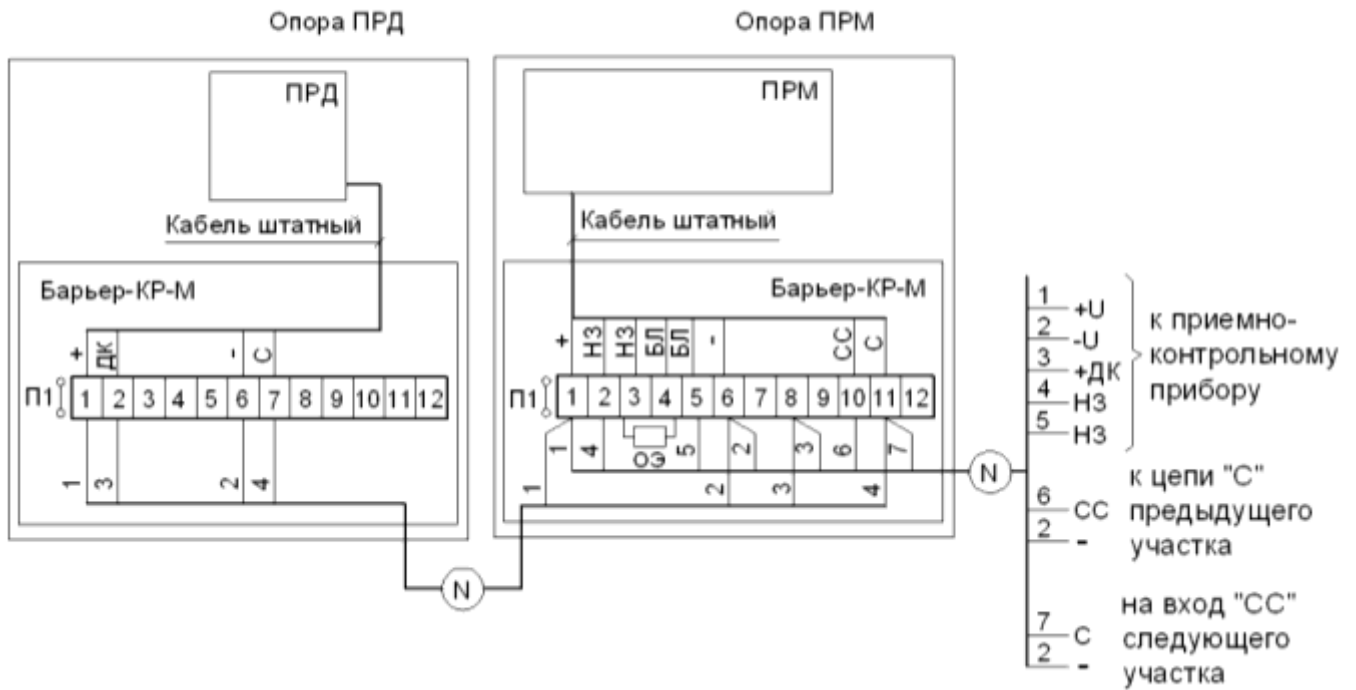 Опора ПРД
Опора ПРМ
ПРД
ПРМ
Кабель штатный
Кабель штатный
Барьер-КР-М
Барьер-КР-М
+ ДК - С
+ НЗ НЗ БЛ БЛ - СС С
П1 1 2 3 4 5 6 7 8 9 10 11 12
П1 1 2 3 4 5 6 7 8 9 10 11 12
1 4 ОЭ 5 2 3 6 7
1 3 2 4
1 2 3 4
N
N
1 +U
2 -U
3 +ДК
4 НЗ
5 НЗ
к приемно-
контрольному
прибору
6 СС
2 -
к цепи "С"
предыдущего
участка
7 С
2 -
на вход "СС"
следующего
участка